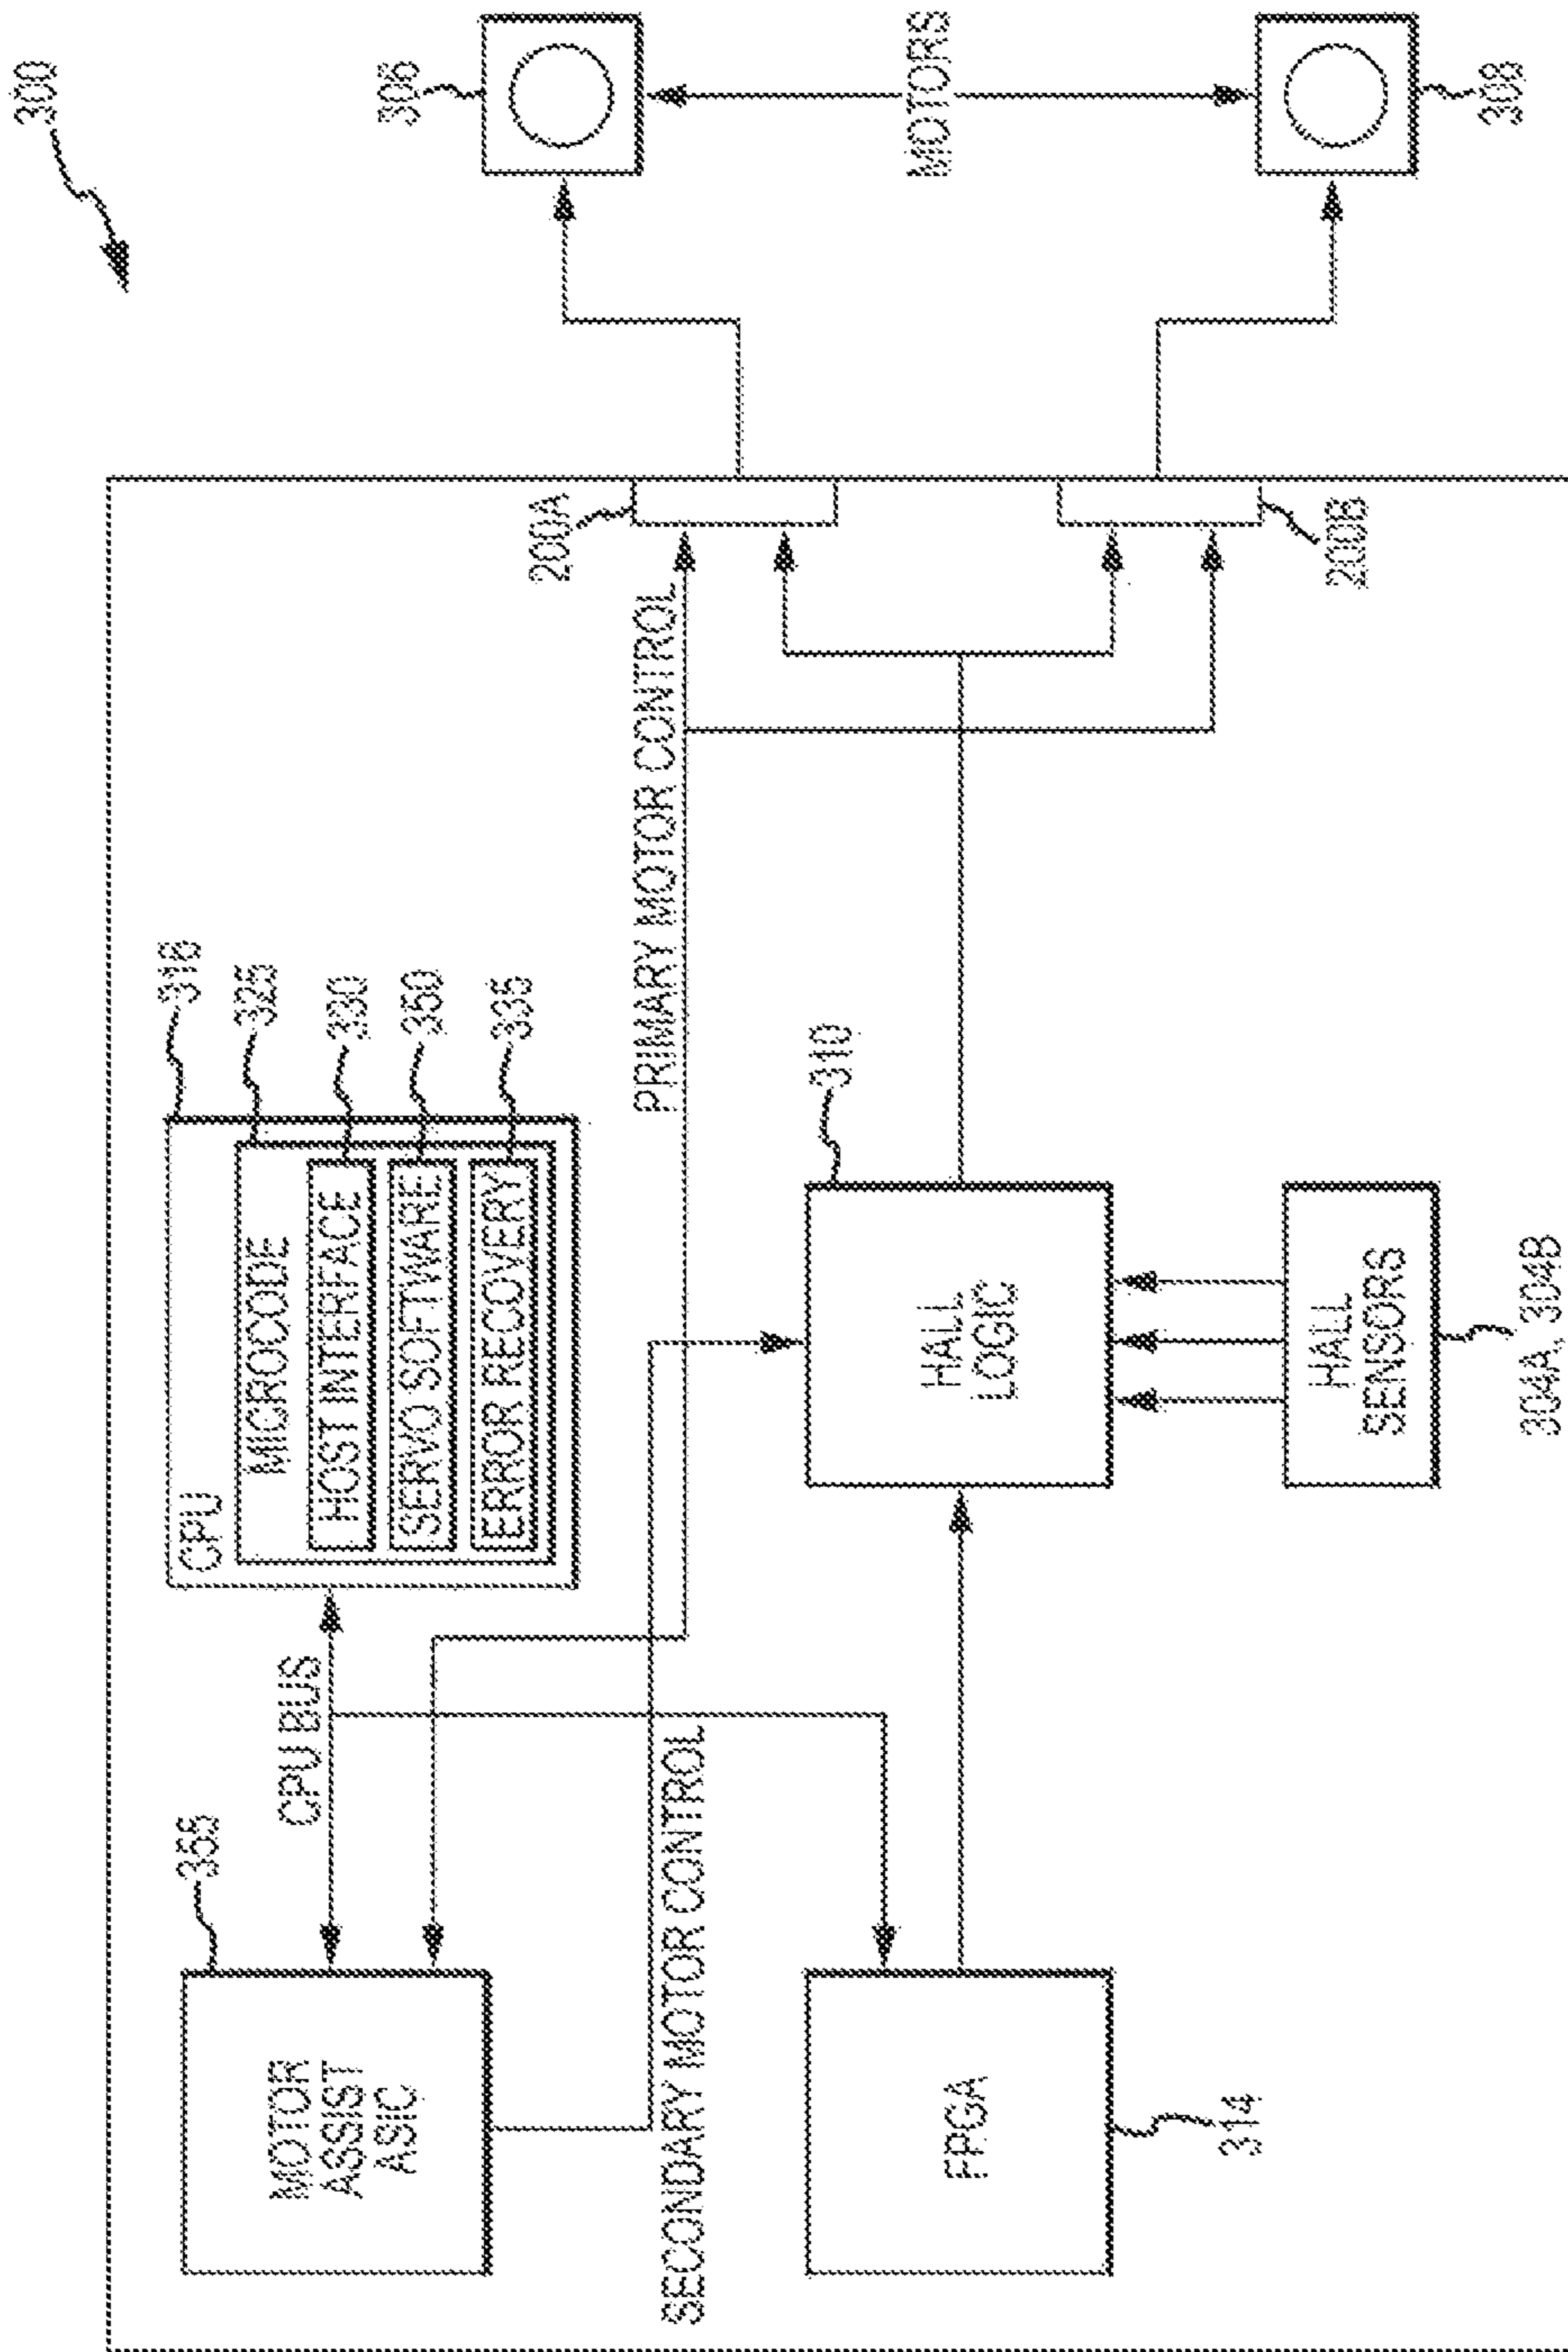 300
355
MOTOR
ASSIST
ASIC
CPU BUS
CPU
MICROCODE
HOST INTERFACE
SERVO SOFTWARE
ERROR RECOVERY
316
325
330
350
335
306
MOTORS
308
200A
200B
PRIMARY MOTOR CONTROL
SECONDARY MOTOR CONTROL
FPGA
314
HALL
LOGIC
310
HALL
SENSORS
304A, 304B